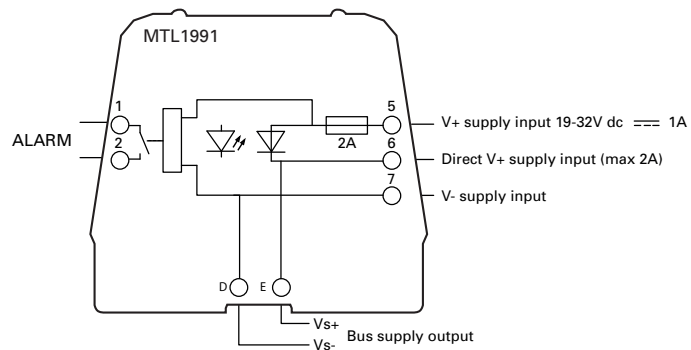 MTL1991
1
ALARM
2
5
V+ supply input 19-32V dc 1A
2A
6
Direct V+ supply input (max 2A)
7
V- supply input
D
E
Vs+
Bus supply output
Vs-